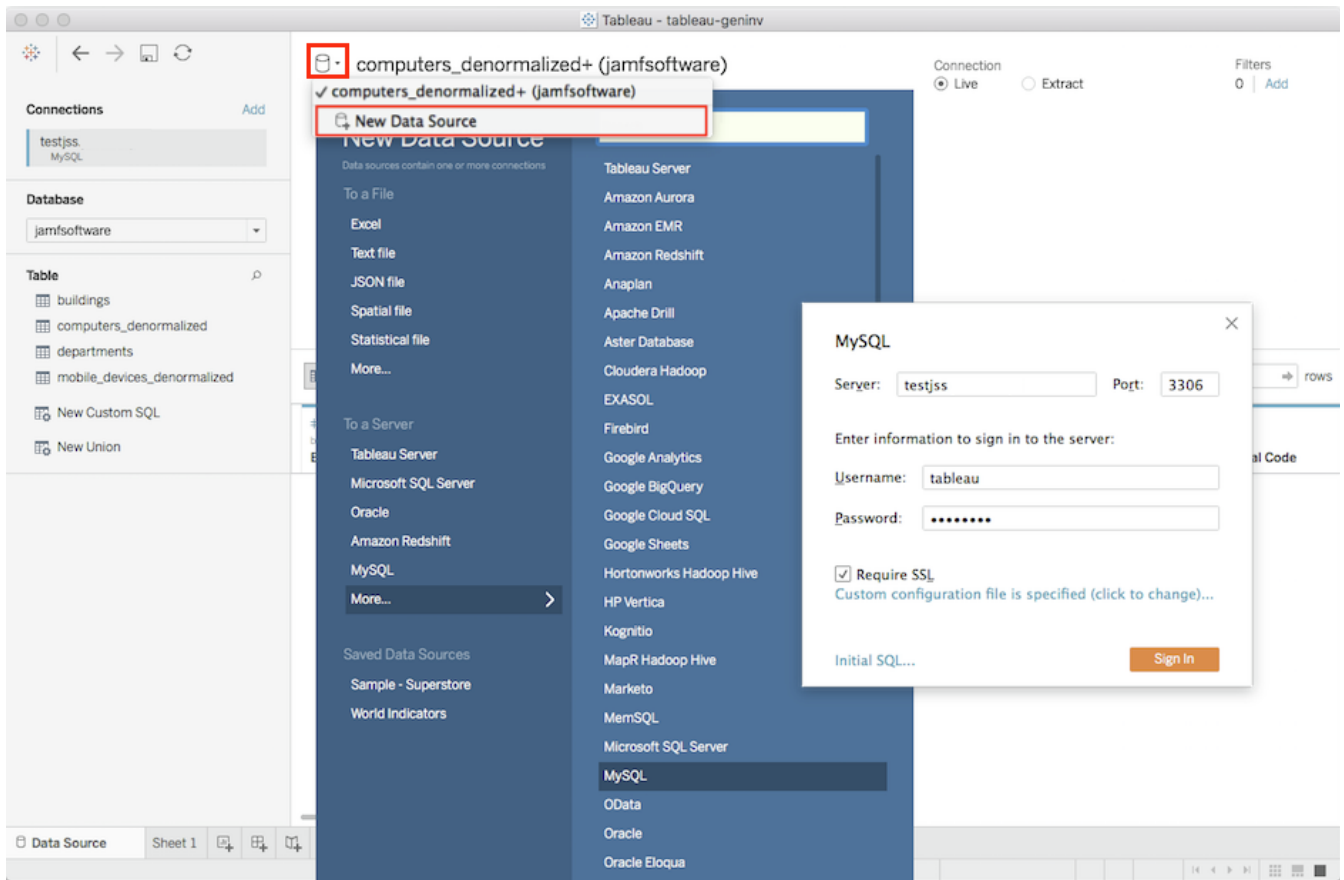 Tableau - tableau-geninv
computers_denormalized+ (jamfsoftware)
Connection
Live
Extract
Filters
0
Add
computers_denormalized+ (jamfsoftware)
New Data Source
Connections
Add
testjss.
MySQL
Database
jamfsoftware
Table
buildings
computers_denormalized
departments
mobile_devices_denormalized
New Custom SQL
New Union
New Data Source
Data sources contain one or more connections
To a File
Excel
Text file
JSON file
Spatial file
Statistical file
More...
To a Server
Tableau Server
Microsoft SQL Server
Oracle
Amazon Redshift
MySQL
More...
Saved Data Sources
Sample - Superstore
World Indicators
Tableau Server
Amazon Aurora
Amazon EMR
Amazon Redshift
Anaplan
Apache Drill
Aster Database
Cloudera Hadoop
EXASOL
Firebird
Google Analytics
Google BigQuery
Google Cloud SQL
Google Sheets
Hortonworks Hadoop Hive
HP Vertica
Kognitio
MapR Hadoop Hive
Marketo
MemSQL
Microsoft SQL Server
MySQL
OData
Oracle
Oracle Eloqua
MySQL
Server: testjss Port: 3306
Enter information to sign in to the server:
Username: tableau
Password: ••••••••
Require SSL
Custom configuration file is specified (click to change)...
Initial SQL...
Sign In
rows
al Code
Data Source
Sheet 1